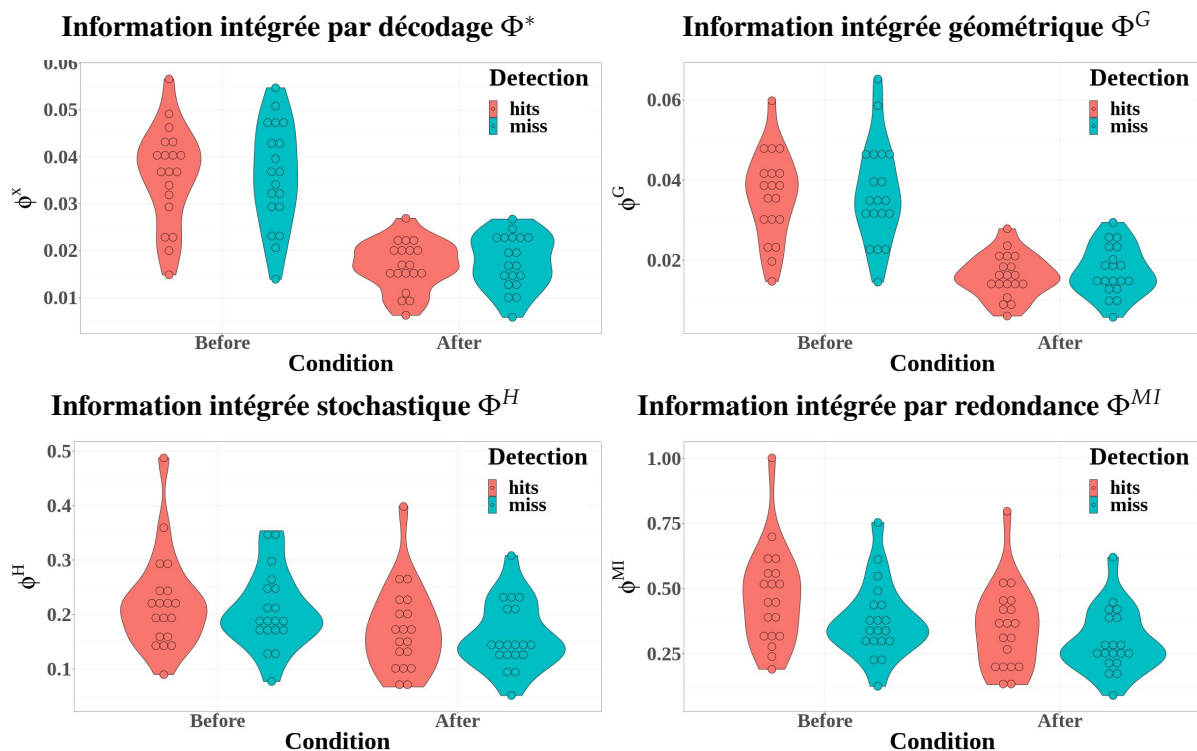 Information intégrée par décodage Φ*
0.06
0.05
0.04
0.03
0.02
0.01
ϕ^x
Detection
hits
miss
Before
After
Condition
Information intégrée géométrique Φ^G
0.06
0.04
0.02
ϕ^G
Detection
hits
miss
Before
After
Condition
Information intégrée stochastique Φ^H
0.5
0.4
0.3
0.2
0.1
ϕ^H
Detection
hits
miss
Before
After
Condition
Information intégrée par redondance Φ^MI
1.00
0.75
0.50
0.25
ϕ^MI
Detection
hits
miss
Before
After
Condition